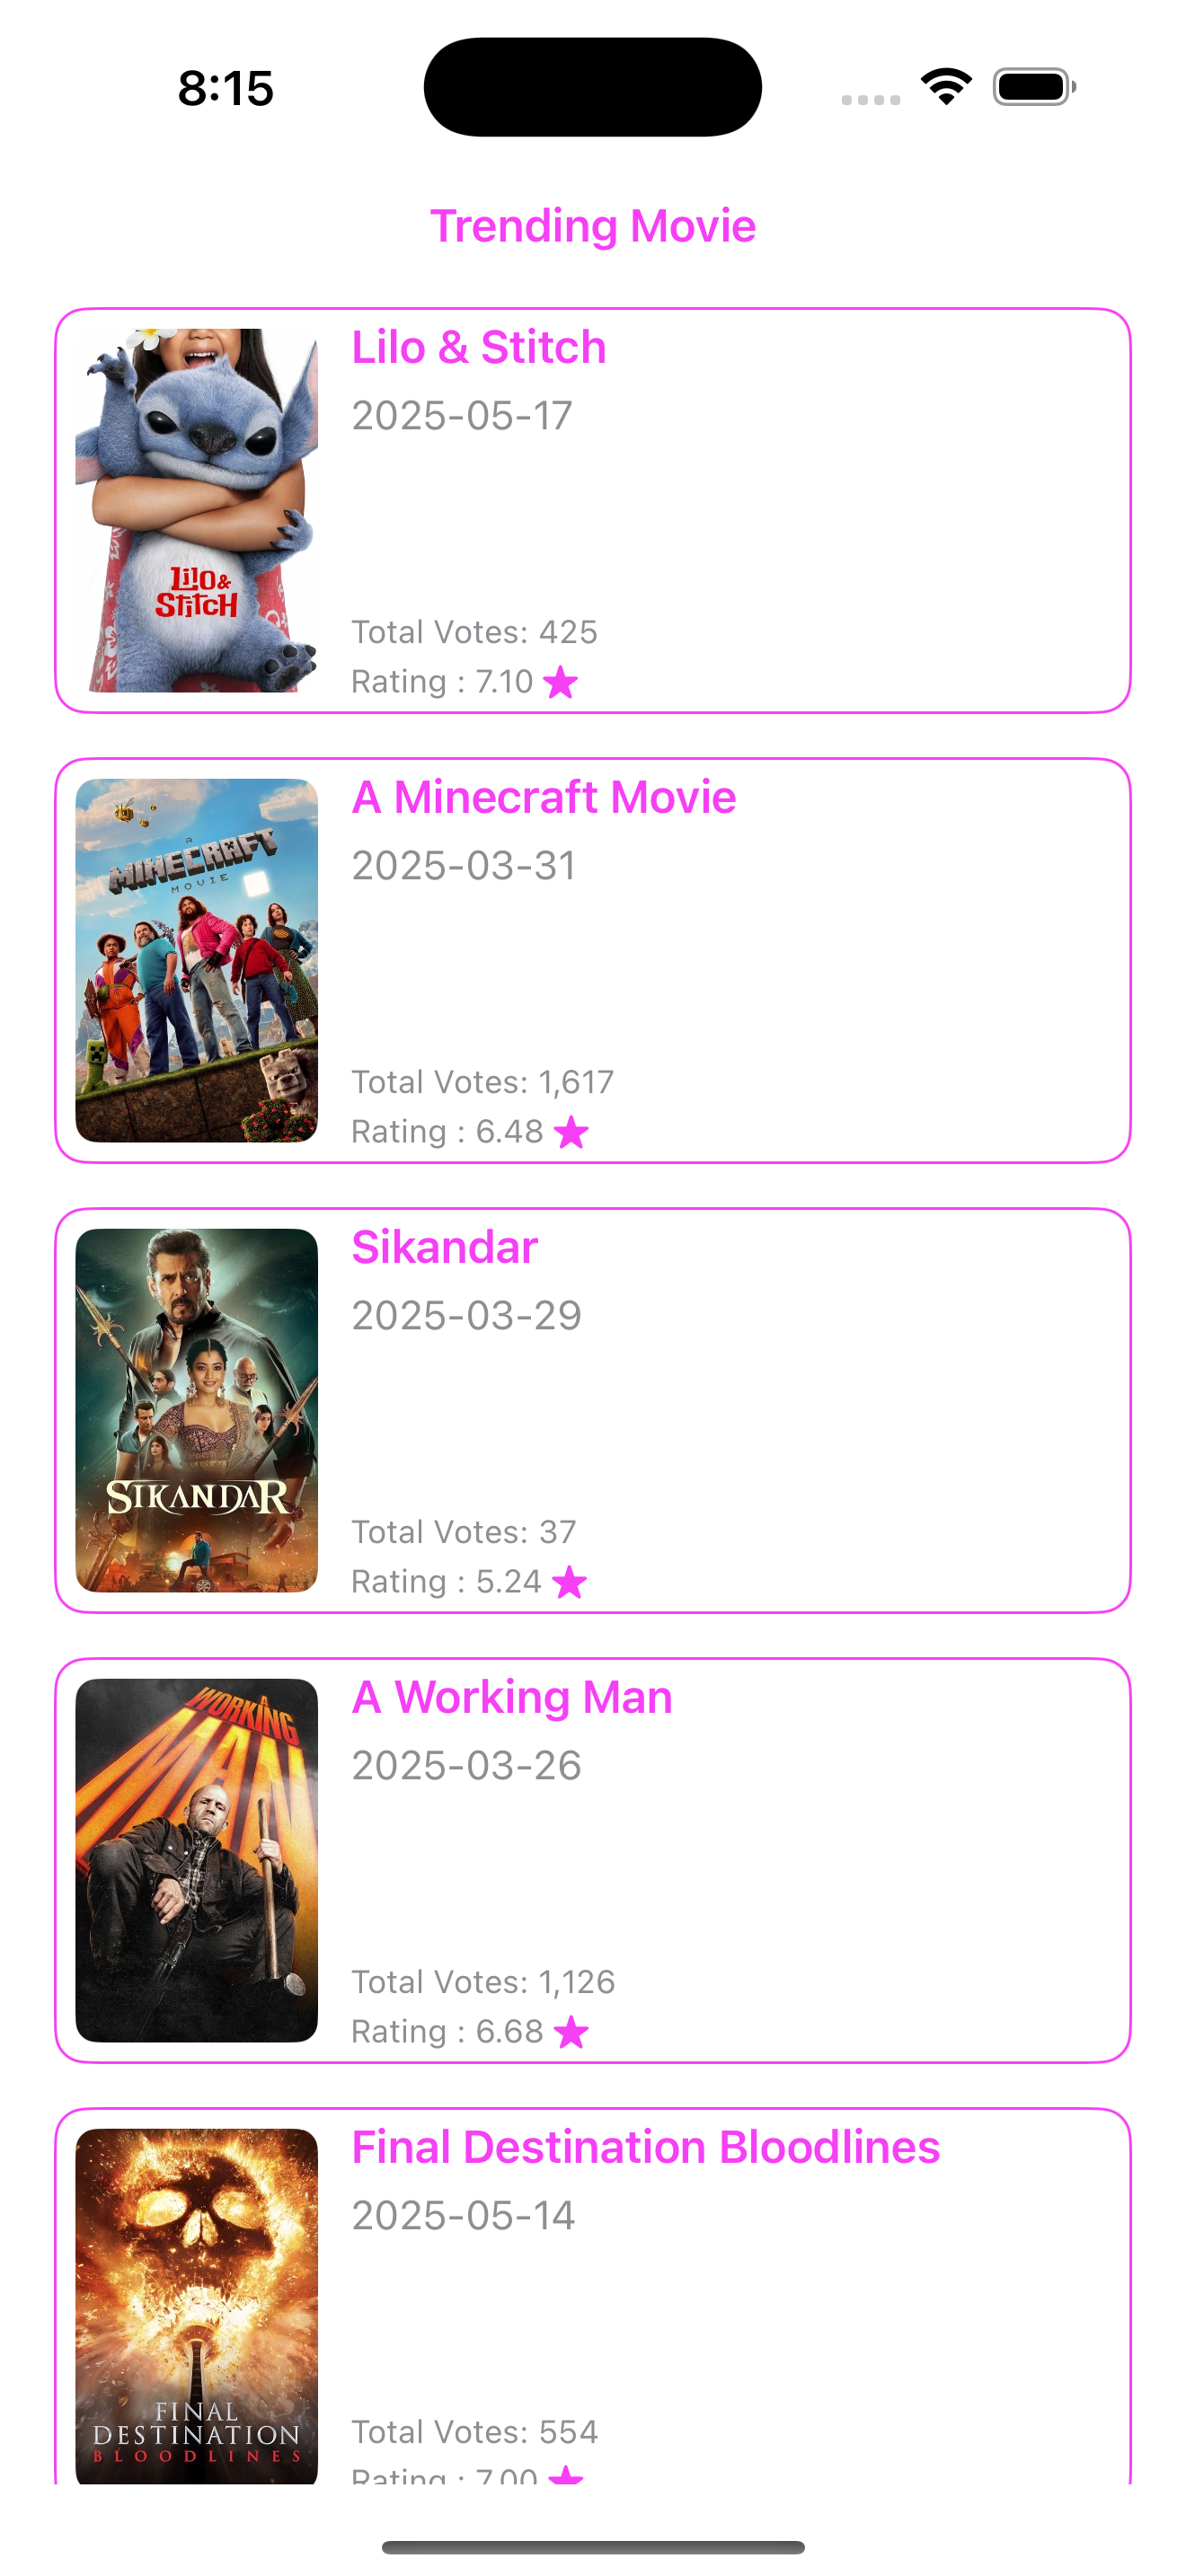 8:15
Trending Movie
Lilo & Stitch
2025-05-17
Lilo &
Stitch
Total Votes: 425
Rating : 7.10
A Minecraft Movie
2025-03-31
A
MINECRAFT
MOVIE
Total Votes: 1,617
Rating : 6.48
Sikandar
2025-03-29
SIKANDAR
Total Votes: 37
Rating : 5.24
A Working Man
2025-03-26
A
WORKING
MAN
Total Votes: 1,126
Rating : 6.68
Final Destination Bloodlines
2025-05-14
FINAL
DESTINATION
BLOODLINES
Total Votes: 554
Rating : 7.00